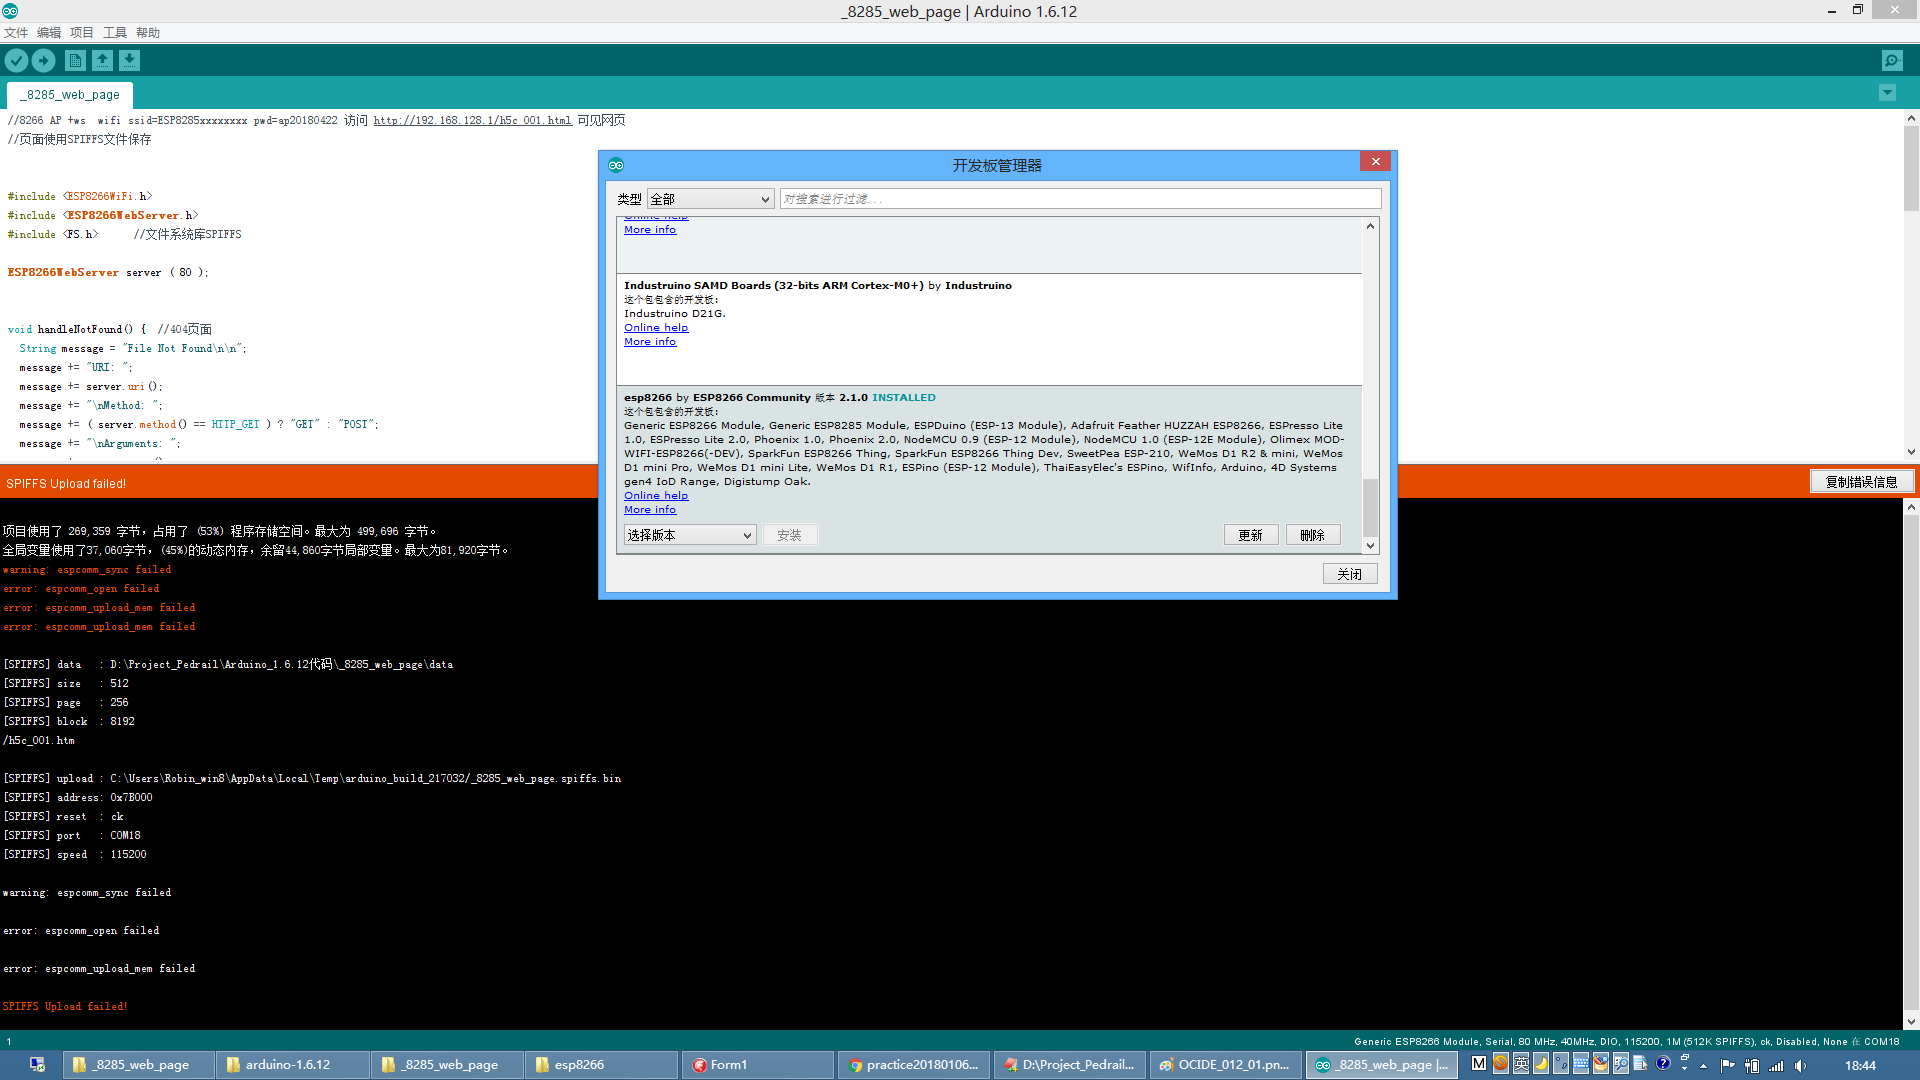 _8285_web_page | Arduino 1.6.12
文件 编辑 项目 工具 帮助
_8285_web_page
//8266 AP +ws  wifi ssid=ESP8285xxxxxxxx pwd=ap20180422 访问 http://192.168.128.1/h5c_001.html 可见网页
//页面使用SPIFFS文件保存
#include <ESP8266WiFi.h>
#include <ESP8266WebServer.h>
#include <FS.h>      //文件系统库SPIFFS
ESP8266WebServer server ( 80 );
void handleNotFound() {  //404页面
String message = "File Not Found\n\n";
message += "URI: ";
message += server.uri();
message += "\nMethod: ";
message += ( server.method() == HTTP_GET ) ? "GET" : "POST";
message += "\nArguments: ";
开发板管理器
类型 全部 对搜索进行过滤...
Online help
More info
Industruino SAMD Boards (32-bits ARM Cortex-M0+) by Industruino
这个包包含的开发板:
Industruino D21G.
Online help
More info
esp8266 by ESP8266 Community 版本 2.1.0 INSTALLED
这个包包含的开发板:
Generic ESP8266 Module, Generic ESP8285 Module, ESPDuino (ESP-13 Module), Adafruit Feather HUZZAH ESP8266, ESPresso Lite
1.0, ESPresso Lite 2.0, Phoenix 1.0, Phoenix 2.0, NodeMCU 0.9 (ESP-12 Module), NodeMCU 1.0 (ESP-12E Module), Olimex MOD-
WIFI-ESP8266(-DEV), SparkFun ESP8266 Thing, SparkFun ESP8266 Thing Dev, SweetPea ESP-210, WeMos D1 R2 & mini, WeMos
D1 mini Pro, WeMos D1 mini Lite, WeMos D1 R1, ESPino (ESP-12 Module), ThaiEasyElec's ESPino, WifInfo, Arduino, 4D Systems
gen4 IoD Range, Digistump Oak.
Online help
More info
选择版本 安装 更新 删除
关闭
SPIFFS Upload failed!
复制错误信息
项目使用了 269,359 字节，占用了 (53%) 程序存储空间。最大为 499,696 字节。
全局变量使用了37,060字节，(45%)的动态内存，余留44,860字节局部变量。最大为81,920字节。
warning: espcomm_sync failed
error: espcomm_open failed
error: espcomm_upload_mem failed
error: espcomm_upload_mem failed
[SPIFFS] data   : D:\Project_Pedrail\Arduino_1.6.12代码\_8285_web_page\data
[SPIFFS] size   : 512
[SPIFFS] page   : 256
[SPIFFS] block  : 8192
/h5c_001.htm
[SPIFFS] upload : C:\Users\Robin_win8\AppData\Local\Temp\arduino_build_217032/_8285_web_page.spiffs.bin
[SPIFFS] address: 0x7B000
[SPIFFS] reset  : ck
[SPIFFS] port   : COM18
[SPIFFS] speed  : 115200
warning: espcomm_sync failed
error: espcomm_open failed
error: espcomm_upload_mem failed
SPIFFS Upload failed!
1
Generic ESP8266 Module, Serial, 80 MHz, 40MHz, DIO, 115200, 1M (512K SPIFFS), ck, Disabled, None 在 COM18
_8285_web_page arduino-1.6.12 _8285_web_page esp8266 Form1 practice20180106... D:\Project_Pedrail... OCIDE_012_01.pn... _8285_web_page |... M 英 18:44